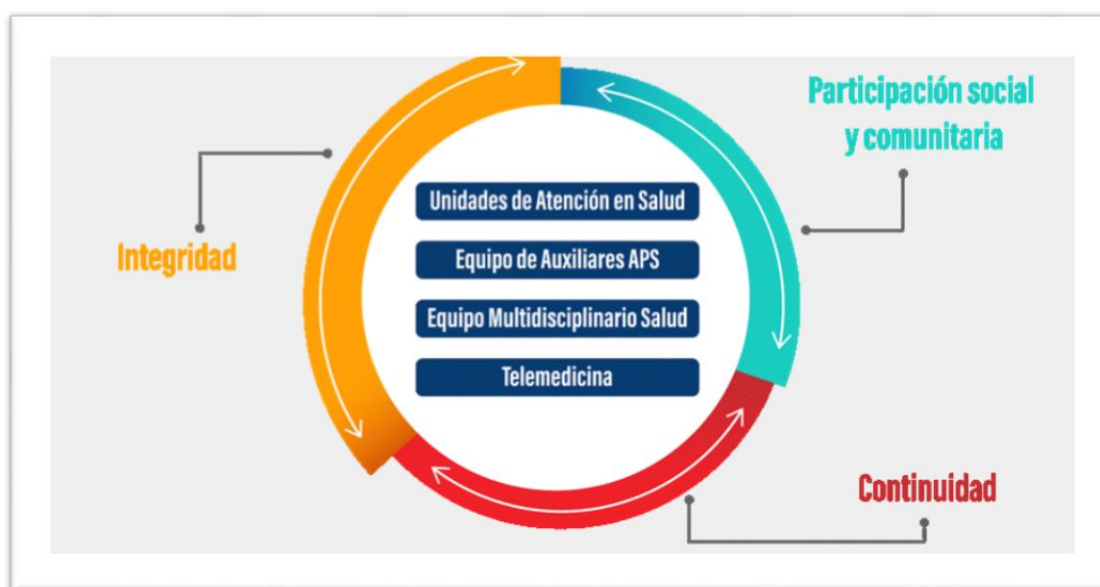 Participación social
y comunitaria
Integridad
Unidades de Atención en Salud
Equipo de Auxiliares APS
Equipo Multidisciplinario Salud
Telemedicina
Continuidad